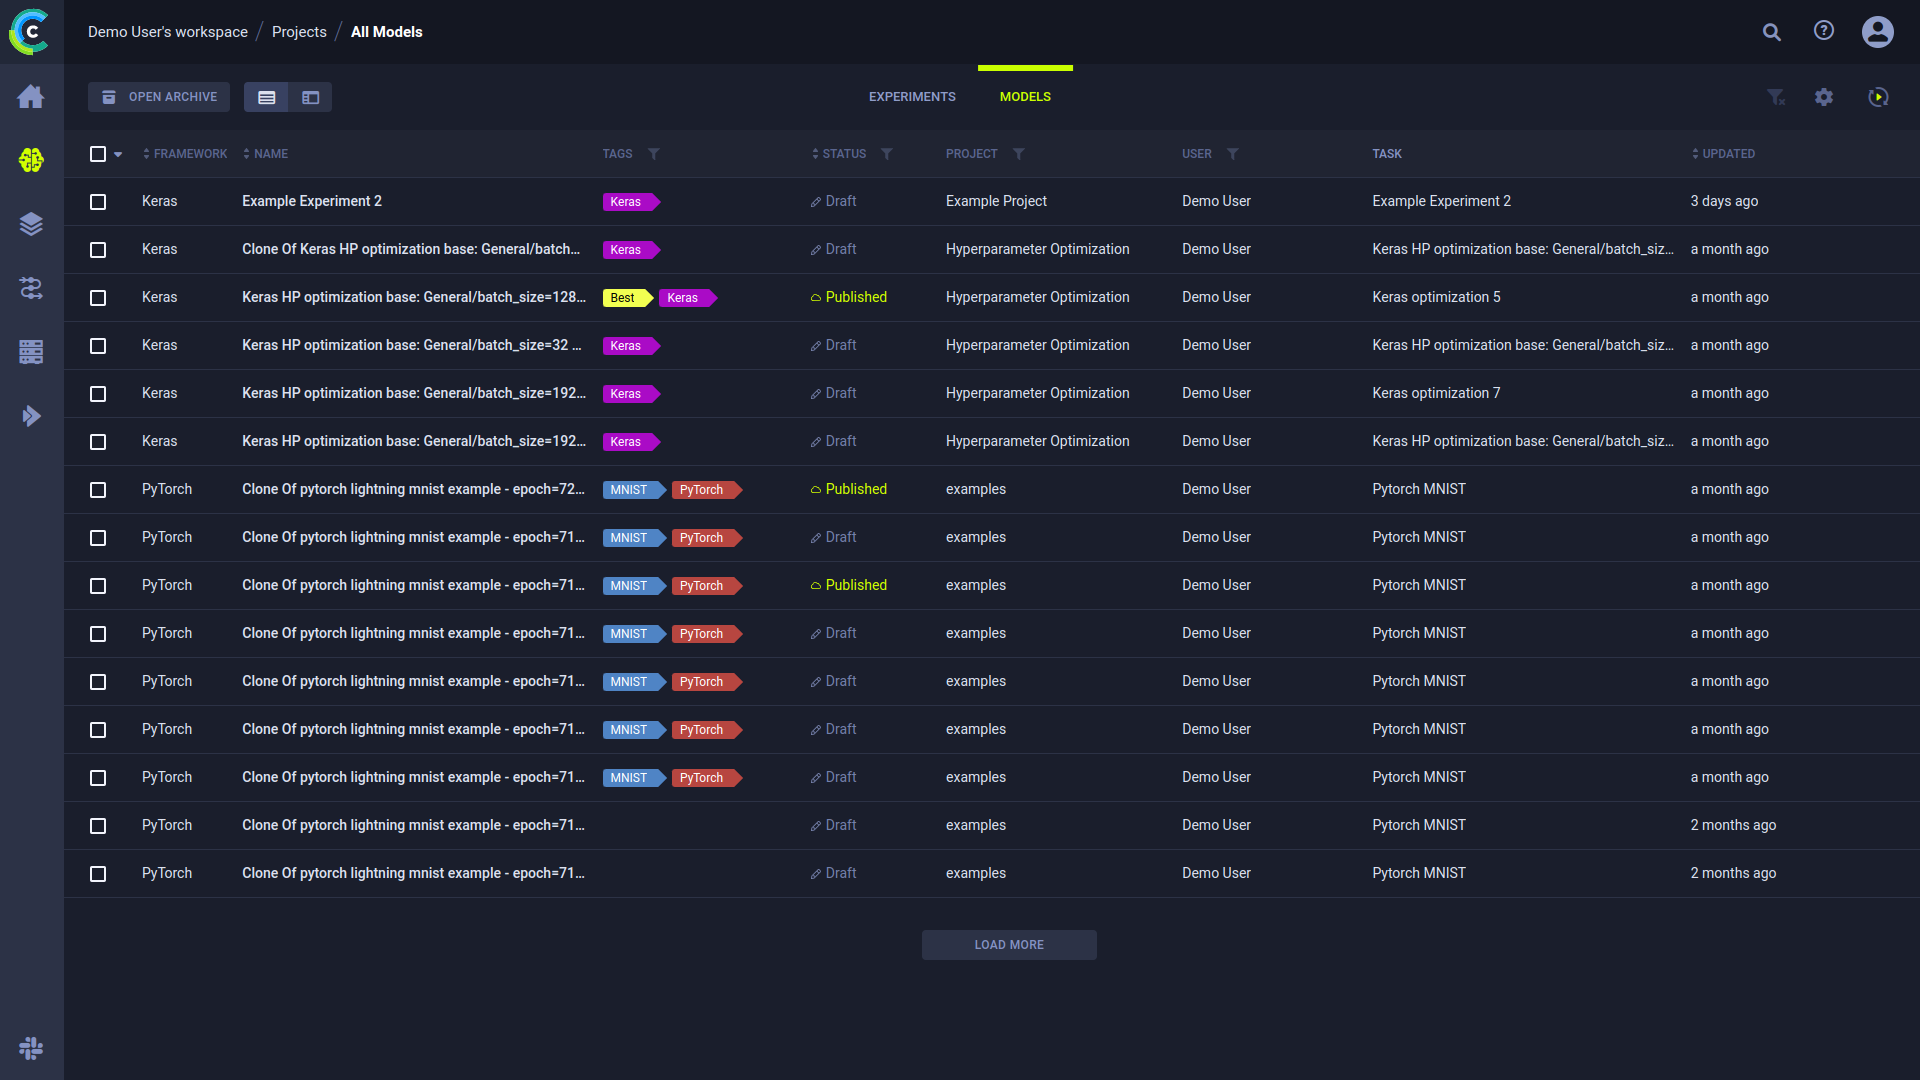 Demo User's workspace / Projects / All Models
OPEN ARCHIVE EXPERIMENTS MODELS
FRAMEWORK NAME TAGS STATUS PROJECT USER TASK UPDATED
Keras Example Experiment 2 Keras Draft Example Project Demo User Example Experiment 2 3 days ago
Keras Clone Of Keras HP optimization base: General/batch... Keras Draft Hyperparameter Optimization Demo User Keras HP optimization base: General/batch_siz... a month ago
Keras Keras HP optimization base: General/batch_size=128... Best Keras Published Hyperparameter Optimization Demo User Keras optimization 5 a month ago
Keras Keras HP optimization base: General/batch_size=32 ... Keras Draft Hyperparameter Optimization Demo User Keras HP optimization base: General/batch_siz... a month ago
Keras Keras HP optimization base: General/batch_size=192... Keras Draft Hyperparameter Optimization Demo User Keras optimization 7 a month ago
Keras Keras HP optimization base: General/batch_size=192... Keras Draft Hyperparameter Optimization Demo User Keras HP optimization base: General/batch_siz... a month ago
PyTorch Clone Of pytorch lightning mnist example - epoch=72... MNIST PyTorch Published examples Demo User Pytorch MNIST a month ago
PyTorch Clone Of pytorch lightning mnist example - epoch=71... MNIST PyTorch Draft examples Demo User Pytorch MNIST a month ago
PyTorch Clone Of pytorch lightning mnist example - epoch=71... MNIST PyTorch Published examples Demo User Pytorch MNIST a month ago
PyTorch Clone Of pytorch lightning mnist example - epoch=71... MNIST PyTorch Draft examples Demo User Pytorch MNIST a month ago
PyTorch Clone Of pytorch lightning mnist example - epoch=71... MNIST PyTorch Draft examples Demo User Pytorch MNIST a month ago
PyTorch Clone Of pytorch lightning mnist example - epoch=71... MNIST PyTorch Draft examples Demo User Pytorch MNIST a month ago
PyTorch Clone Of pytorch lightning mnist example - epoch=71... MNIST PyTorch Draft examples Demo User Pytorch MNIST a month ago
PyTorch Clone Of pytorch lightning mnist example - epoch=71... Draft examples Demo User Pytorch MNIST 2 months ago
PyTorch Clone Of pytorch lightning mnist example - epoch=71... Draft examples Demo User Pytorch MNIST 2 months ago
LOAD MORE